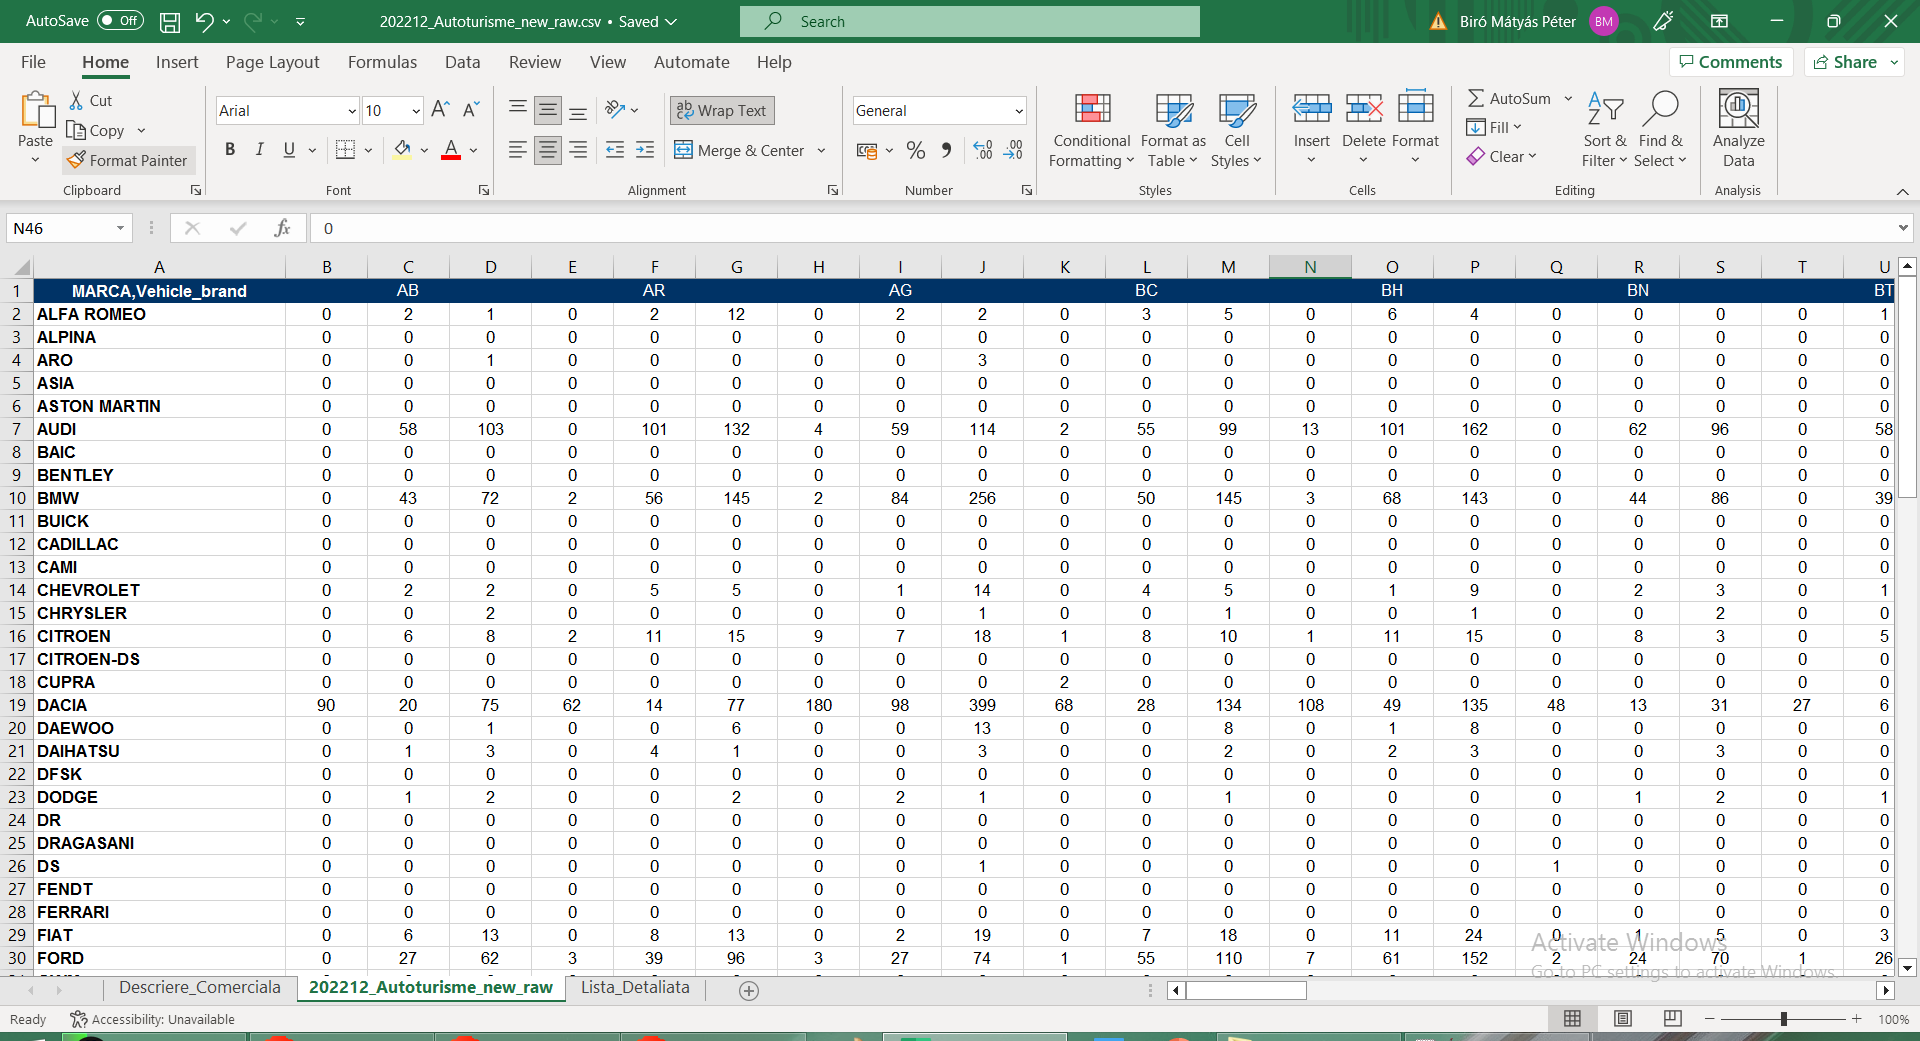 AutoSave Off 202212_Autoturisme_new_raw.csv • Saved Search Biró Mátyás Péter BM
File Home Insert Page Layout Formulas Data Review View Automate Help Comments Share
Paste Cut Copy Format Painter Clipboard
Arial 10 B I U A Font
ab Wrap Text Merge & Center Alignment
General % Number
Conditional Formatting Format as Table Cell Styles Styles
Insert Delete Format Cells
AutoSum Fill Clear Sort & Filter Find & Select Editing
Analyze Data Analysis
N46 fx 0
A B C D E F G H I J K L M N O P Q R S T U
1 MARCA,Vehicle_brand AB AR AG BC BH BN BT
2 ALFA ROMEO 0 2 1 0 2 12 0 2 2 0 3 5 0 6 4 0 0 0 0 1
3 ALPINA 0 0 0 0 0 0 0 0 0 0 0 0 0 0 0 0 0 0 0 0
4 ARO 0 0 1 0 0 0 0 0 3 0 0 0 0 0 0 0 0 0 0 0
5 ASIA 0 0 0 0 0 0 0 0 0 0 0 0 0 0 0 0 0 0 0 0
6 ASTON MARTIN 0 0 0 0 0 0 0 0 0 0 0 0 0 0 0 0 0 0 0 0
7 AUDI 0 58 103 0 101 132 4 59 114 2 55 99 13 101 162 0 62 96 0 58
8 BAIC 0 0 0 0 0 0 0 0 0 0 0 0 0 0 0 0 0 0 0 0
9 BENTLEY 0 0 0 0 0 0 0 0 0 0 0 0 0 0 0 0 0 0 0 0
10 BMW 0 43 72 2 56 145 2 84 256 0 50 145 3 68 143 0 44 86 0 39
11 BUICK 0 0 0 0 0 0 0 0 0 0 0 0 0 0 0 0 0 0 0 0
12 CADILLAC 0 0 0 0 0 0 0 0 0 0 0 0 0 0 0 0 0 0 0 0
13 CAMI 0 0 0 0 0 0 0 0 0 0 0 0 0 0 0 0 0 0 0 0
14 CHEVROLET 0 2 2 0 5 5 0 1 14 0 4 5 0 1 9 0 2 3 0 1
15 CHRYSLER 0 0 2 0 0 0 0 0 1 0 0 1 0 0 1 0 0 2 0 0
16 CITROEN 0 6 8 2 11 15 9 7 18 1 8 10 1 11 15 0 8 3 0 5
17 CITROEN-DS 0 0 0 0 0 0 0 0 0 0 0 0 0 0 0 0 0 0 0 0
18 CUPRA 0 0 0 0 0 0 0 0 0 2 0 0 0 0 0 0 0 0 0 0
19 DACIA 90 20 75 62 14 77 180 98 399 68 28 134 108 49 135 48 13 31 27 6
20 DAEWOO 0 0 1 0 0 6 0 0 13 0 0 8 0 1 8 0 0 0 0 0
21 DAIHATSU 0 1 3 0 4 1 0 0 3 0 0 2 0 2 3 0 0 3 0 0
22 DFSK 0 0 0 0 0 0 0 0 0 0 0 0 0 0 0 0 0 0 0 0
23 DODGE 0 1 2 0 0 2 0 2 1 0 0 1 0 0 0 0 1 2 0 1
24 DR 0 0 0 0 0 0 0 0 0 0 0 0 0 0 0 0 0 0 0 0
25 DRAGASANI 0 0 0 0 0 0 0 0 0 0 0 0 0 0 0 0 0 0 0 0
26 DS 0 0 0 0 0 0 0 0 1 0 0 0 0 0 0 1 0 0 0 0
27 FENDT 0 0 0 0 0 0 0 0 0 0 0 0 0 0 0 0 0 0 0 0
28 FERRARI 0 0 0 0 0 0 0 0 0 0 0 0 0 0 0 0 0 0 0 0
29 FIAT 0 6 13 0 8 13 0 2 19 0 7 18 0 11 24 0 1 5 0 3
30 FORD 0 27 62 3 39 96 3 27 74 1 55 110 7 61 152 2 24 70 1 26
Activate Windows
Go to PC settings to activate Windows.
Descriere_Comerciala 202212_Autoturisme_new_raw Lista_Detaliata
Ready Accessibility: Unavailable 100%